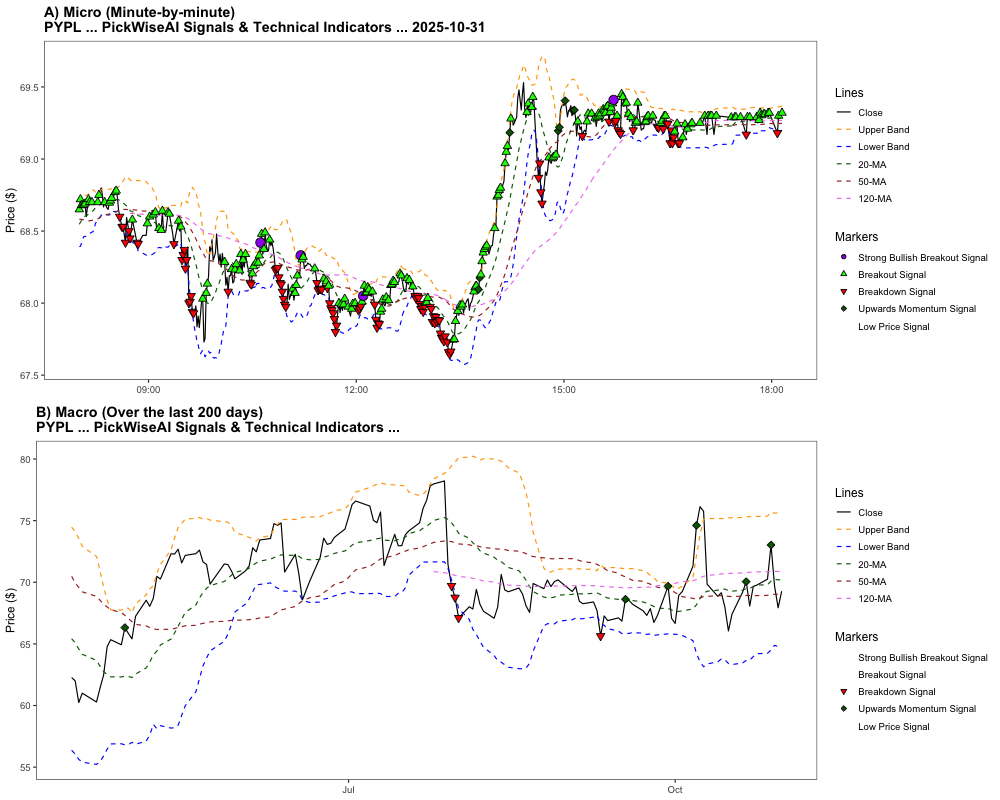 A) Micro (Minute-by-minute)
PYPL ... PickWiseAI Signals & Technical Indicators ... 2025-10-31
Price ($)
69.5
69.0
68.5
68.0
67.5
09:00
12:00
15:00
18:00
Lines
Close
Upper Band
Lower Band
20-MA
50-MA
120-MA
Markers
Strong Bullish Breakout Signal
Breakout Signal
Breakdown Signal
Upwards Momentum Signal
Low Price Signal
B) Macro (Over the last 200 days)
PYPL ... PickWiseAI Signals & Technical Indicators ...
Price ($)
80
75
70
65
60
55
Jul
Oct
Lines
Close
Upper Band
Lower Band
20-MA
50-MA
120-MA
Markers
Strong Bullish Breakout Signal
Breakout Signal
Breakdown Signal
Upwards Momentum Signal
Low Price Signal